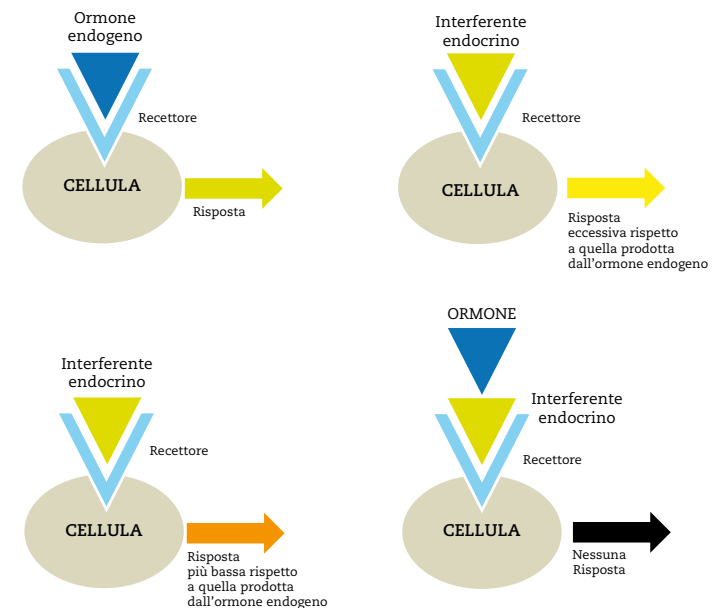 Ormone
endogeno
Recettore
CELLULA
Risposta
Interferente
endocrino
Recettore
CELLULA
Risposta
eccessiva rispetto
a quella prodotta
dall'ormone endogeno
Interferente
endocrino
Recettore
CELLULA
Risposta
più bassa rispetto
a quella prodotta
dall'ormone endogeno
ORMONE
Interferente
endocrino
Recettore
CELLULA
Nessuna
Risposta